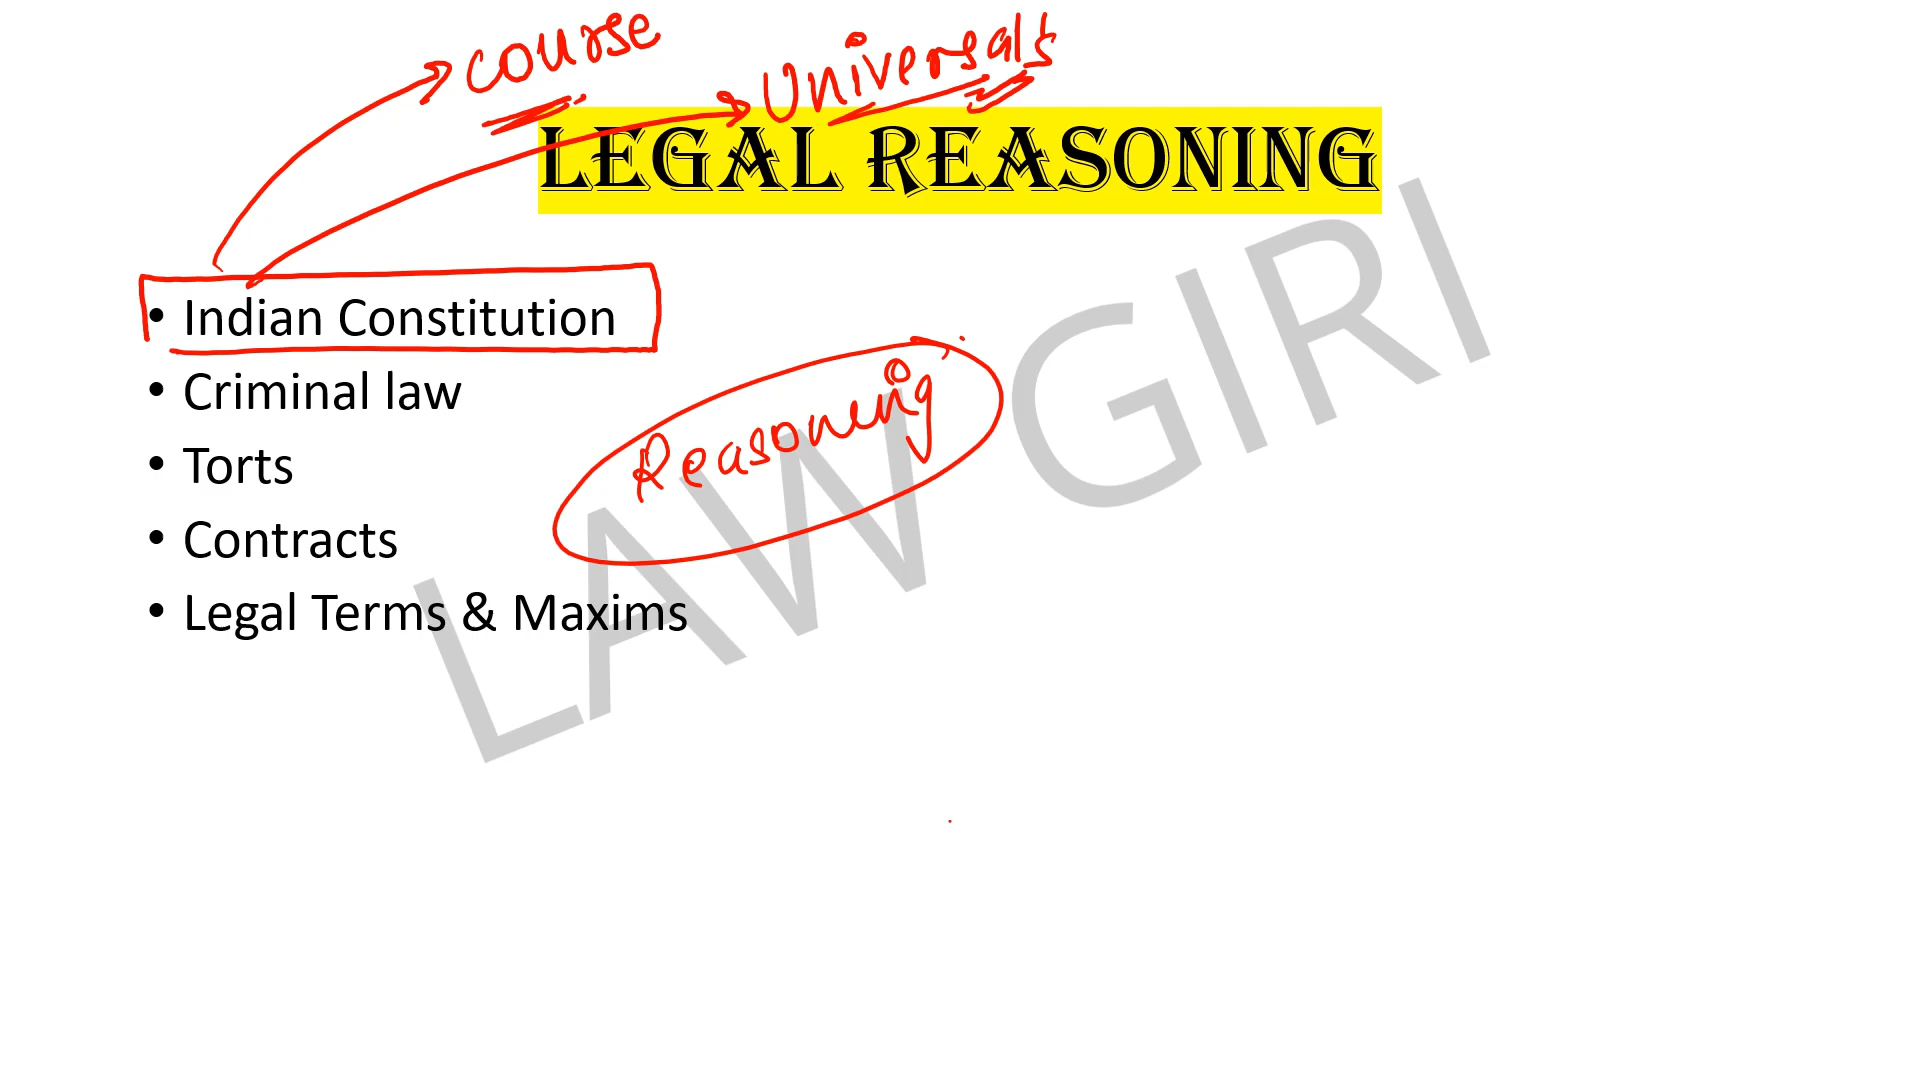 course
Universals
LEGAL REASONING
• Indian Constitution
• Criminal law
Reasoning
• Torts
• Contracts
• Legal Terms & Maxims
LAW GIRI